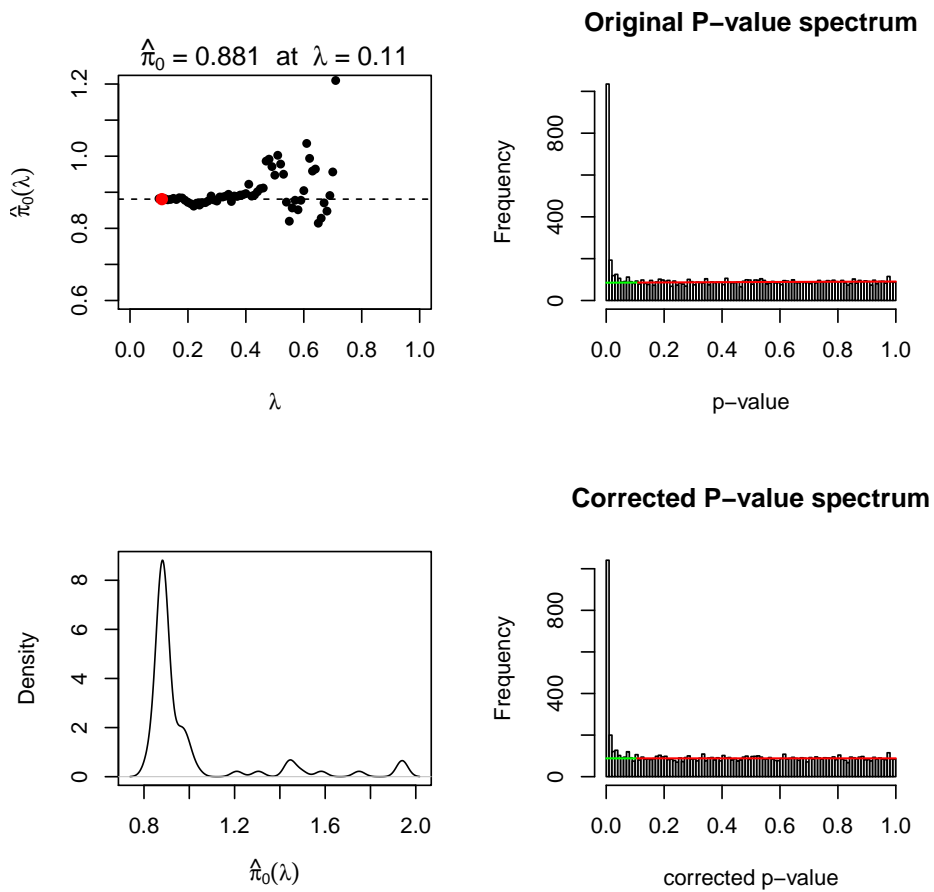 π̂₀ = 0.881 at λ = 0.11
π̂₀(λ)
1.2
1.0
0.8
0.6
0.0 0.2 0.4 0.6 0.8 1.0
λ
Original P−value spectrum
Frequency
800
400
0
0.0 0.2 0.4 0.6 0.8 1.0
p−value
Density
8
6
4
2
0
0.8 1.2 1.6 2.0
π̂₀(λ)
Corrected P−value spectrum
Frequency
800
400
0
0.0 0.2 0.4 0.6 0.8 1.0
corrected p−value